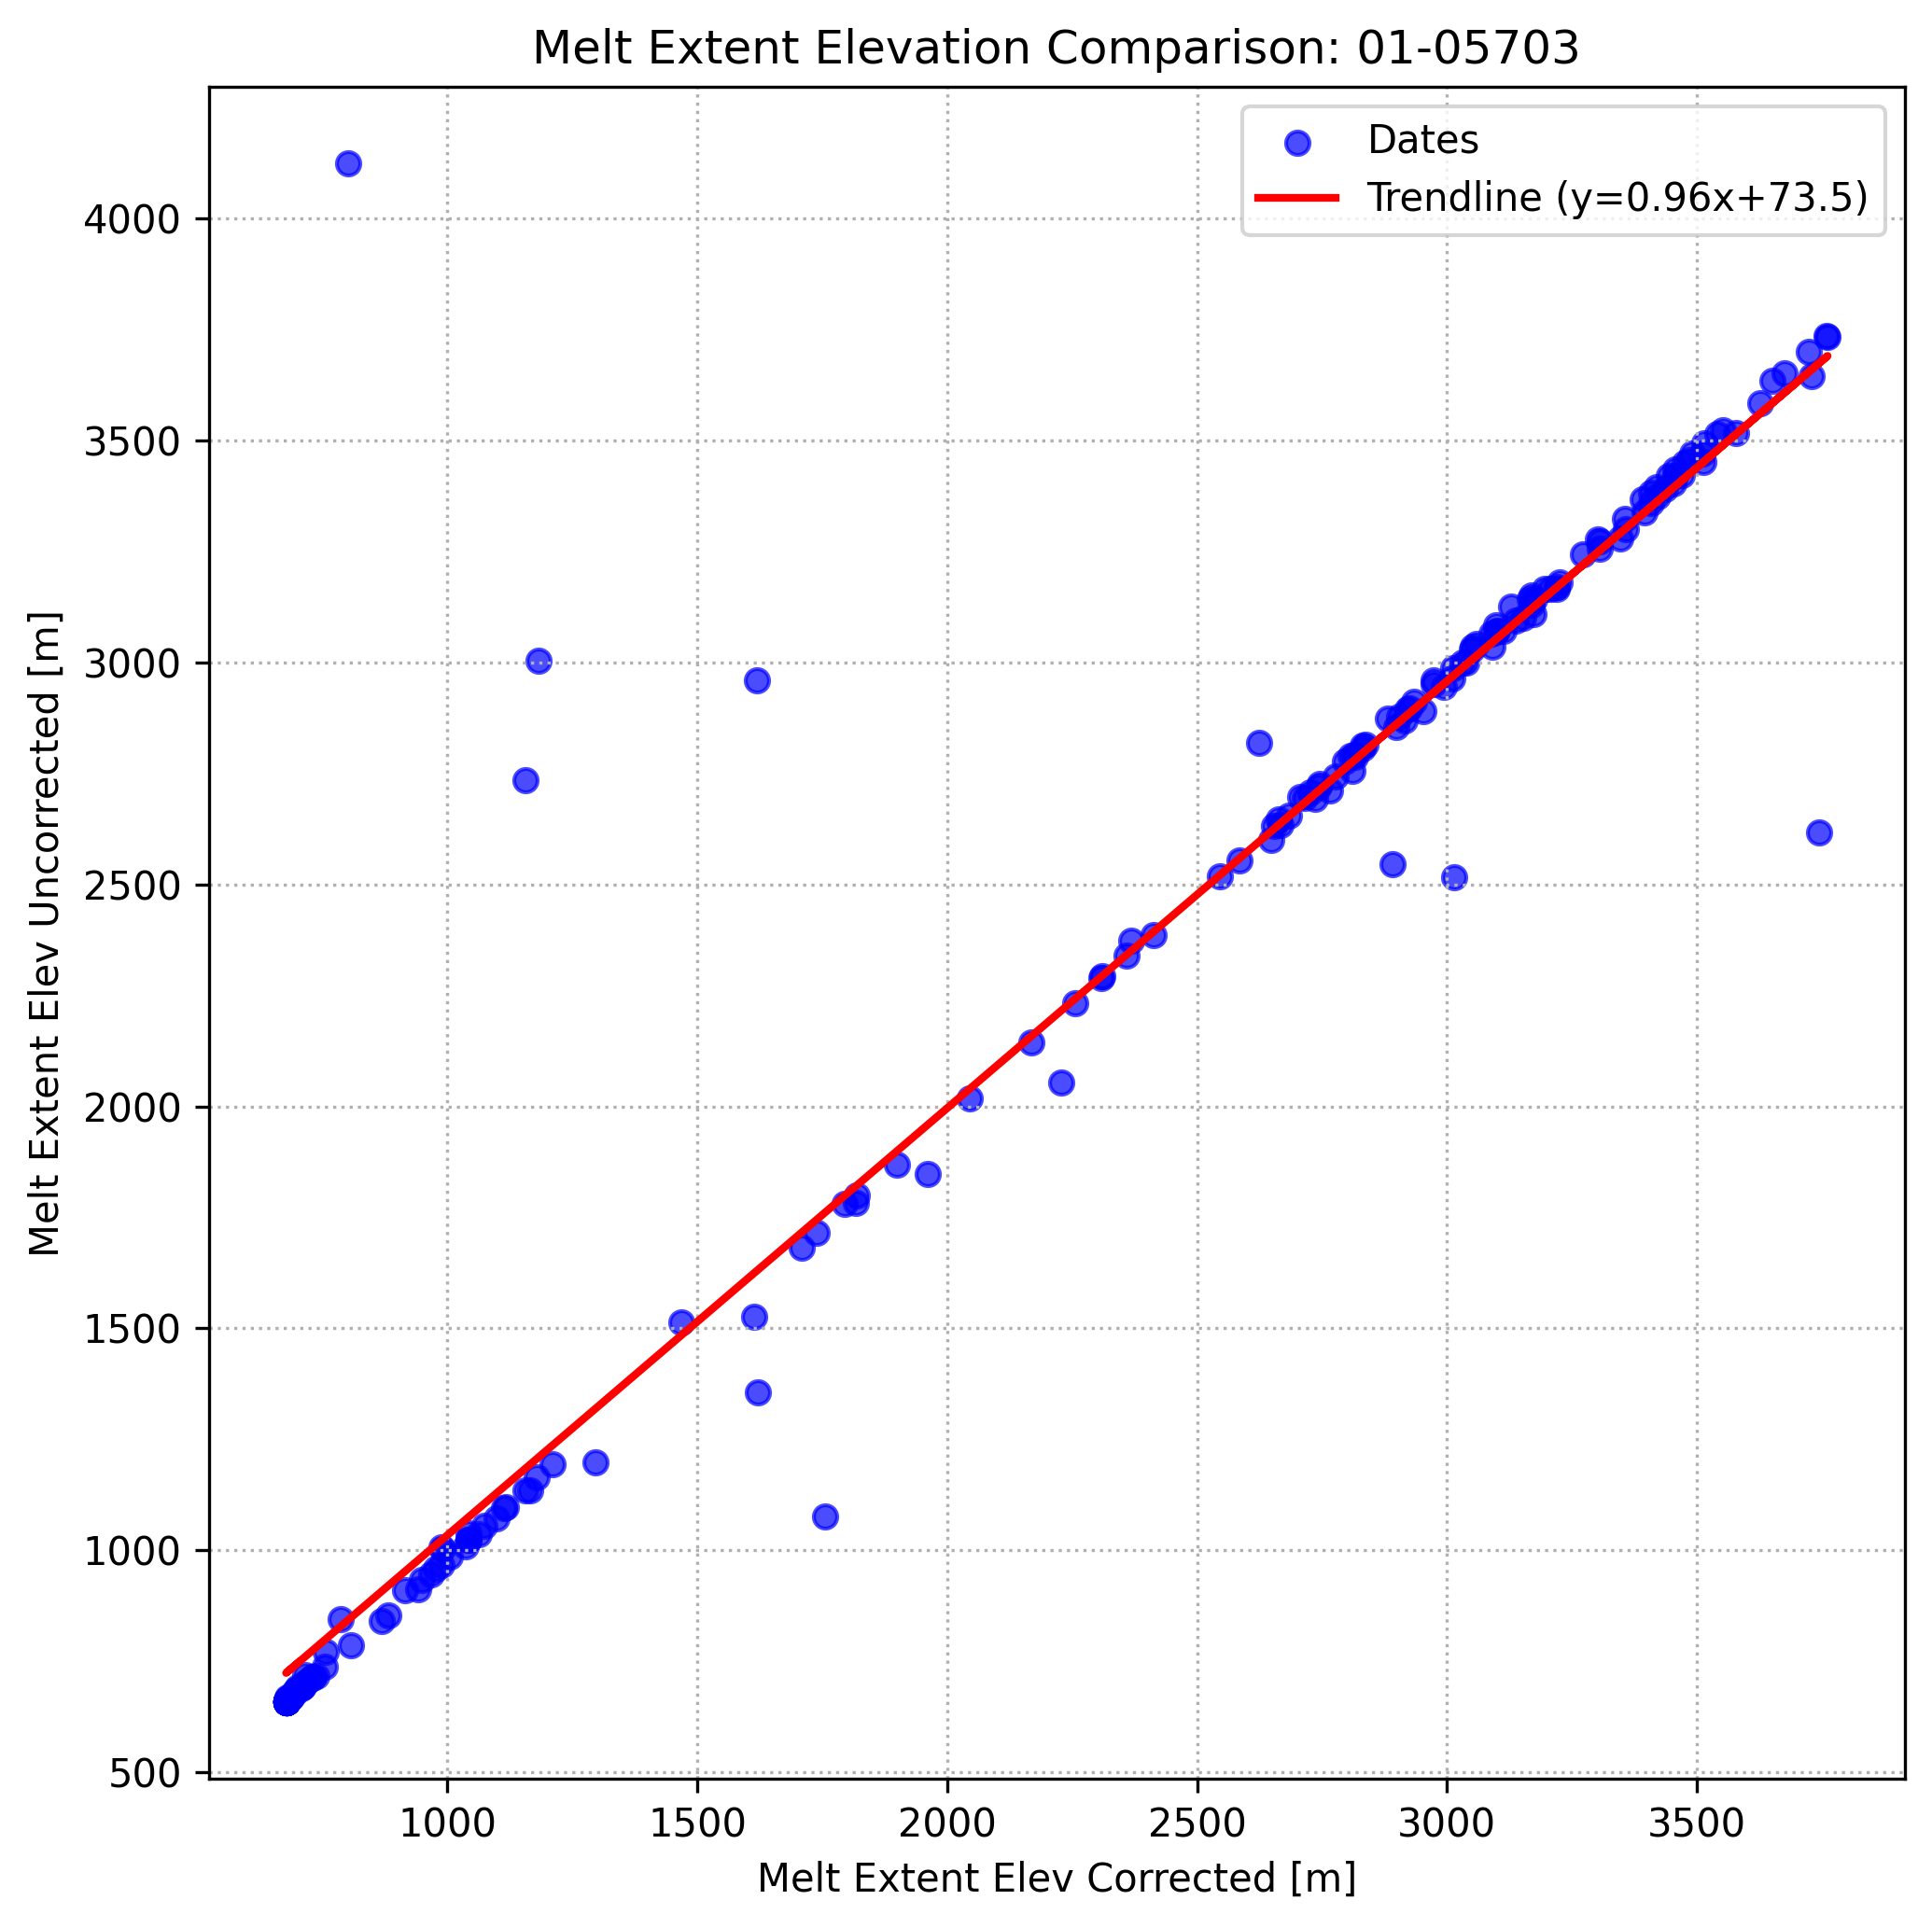 Melt Extent Elevation Comparison: 01-05703
Dates
Trendline (y=0.96x+73.5)
Melt Extent Elev Uncorrected [m]
4000
3500
3000
2500
2000
1500
1000
500
1000 1500 2000 2500 3000 3500
Melt Extent Elev Corrected [m]